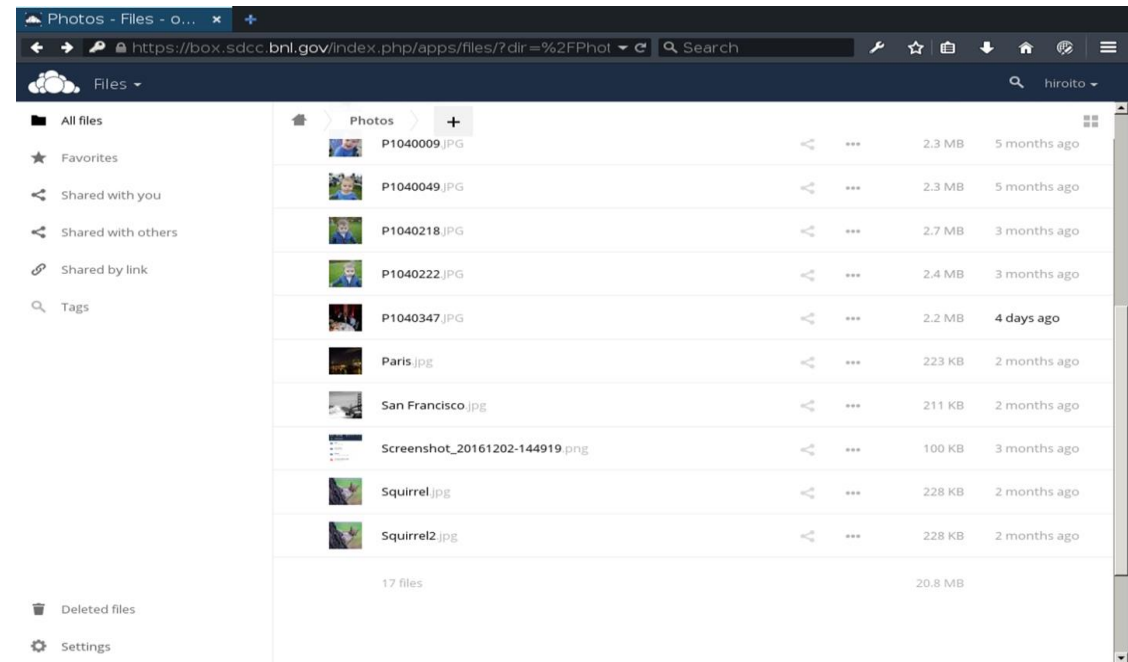 Photos - Files - o...
https://box.sdcc.bnl.gov/index.php/apps/files/?dir=%2FPhot
Search
Files
hiroito
All files
Favorites
Shared with you
Shared with others
Shared by link
Tags
Deleted files
Settings
Photos
+
P1040009.JPG 2.3 MB 5 months ago
P1040049.JPG 2.3 MB 5 months ago
P1040218.JPG 2.7 MB 3 months ago
P1040222.JPG 2.4 MB 3 months ago
P1040347.JPG 2.2 MB 4 days ago
Paris.jpg 223 KB 2 months ago
San Francisco.jpg 211 KB 2 months ago
Screenshot_20161202-144919.png 100 KB 3 months ago
Squirrel.jpg 228 KB 2 months ago
Squirrel2.jpg 228 KB 2 months ago
17 files 20.8 MB